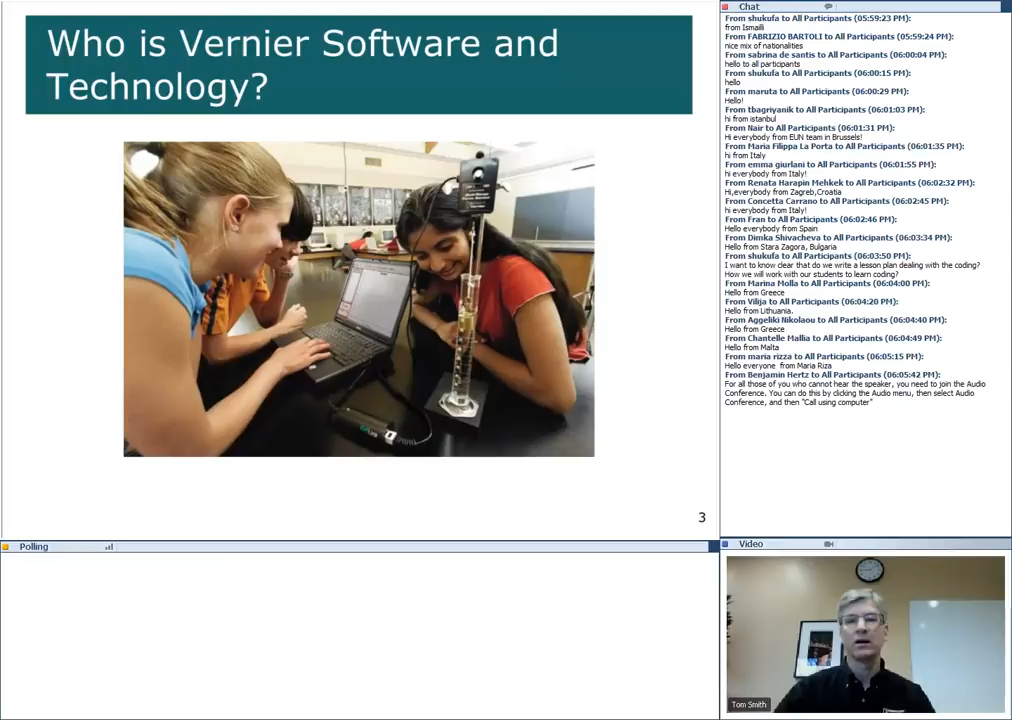 Who is Vernier Software and
Technology?
3
Polling
Chat
From shukufa to All Participants (05:59:23 PM):
from Ismailli
From FABRIZIO BARTOLI to All Participants (05:59:24 PM):
nice mix of nationalities
From sabrina de santis to All Participants (06:00:04 PM):
hello to all participants
From shukufa to All Participants (06:00:15 PM):
hello
From maruta to All Participants (06:00:29 PM):
Hello!
From tbagriyanik to All Participants (06:01:03 PM):
hi from istanbul
From Nair to All Participants (06:01:31 PM):
Hi everybody from EUN team in Brussels!
From Maria Filippa La Porta to All Participants (06:01:35 PM):
hi from Italy
From emma giurlani to All Participants (06:01:55 PM):
hi everybody from Italy!
From Renata Harapin Mehkek to All Participants (06:02:32 PM):
Hi,everybody from Zagreb,Croatia
From Concetta Carrano to All Participants (06:02:45 PM):
hi everybody from Italy!
From Fran to All Participants (06:02:46 PM):
Hello everybody from Spain
From Dimka Shivacheva to All Participants (06:03:34 PM):
Hello from Stara Zagora, Bulgaria
From shukufa to All Participants (06:03:50 PM):
I want to know clear that do we write a lesson plan dealing with the coding?
How we will work with our students to learn coding?
From Marina Molla to All Participants (06:04:00 PM):
Hello from Greece
From Vilija to All Participants (06:04:20 PM):
Hello from Lithuania.
From Aggeliki Nikolaou to All Participants (06:04:40 PM):
Hello from Greece
From Chantelle Mallia to All Participants (06:04:49 PM):
Hello from Malta
From maria rizza to All Participants (06:05:15 PM):
Hello everyone  from Maria Riza
From Benjamin Hertz to All Participants (06:05:42 PM):
For all those of you who cannot hear the speaker, you need to join the Audio
Conference. You can do this by clicking the Audio menu, then select Audio
Conference, and then "Call using computer"
Video
Tom Smith